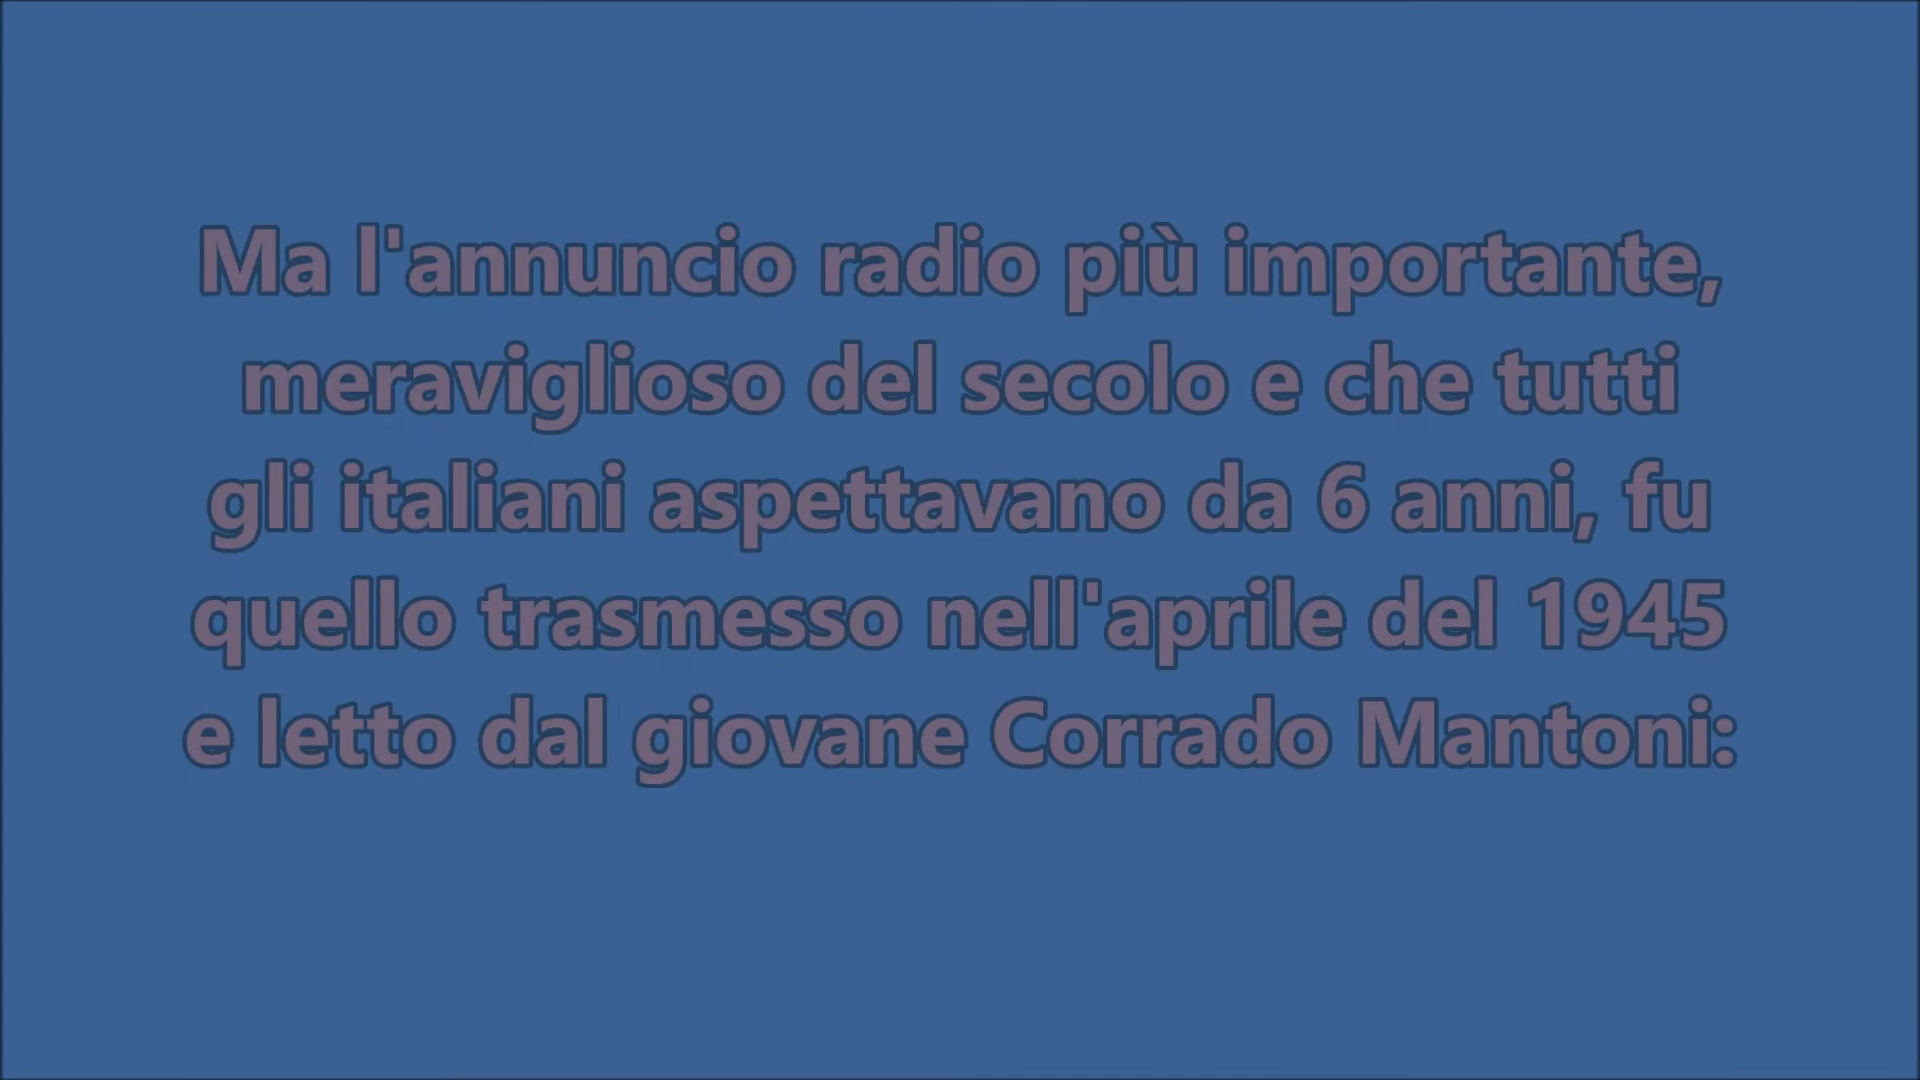 Ma l'annuncio radio più importante,
meraviglioso del secolo e che tutti
gli italiani aspettavano da 6 anni, fu
quello trasmesso nell'aprile del 1945
e letto dal giovane Corrado Mantoni: